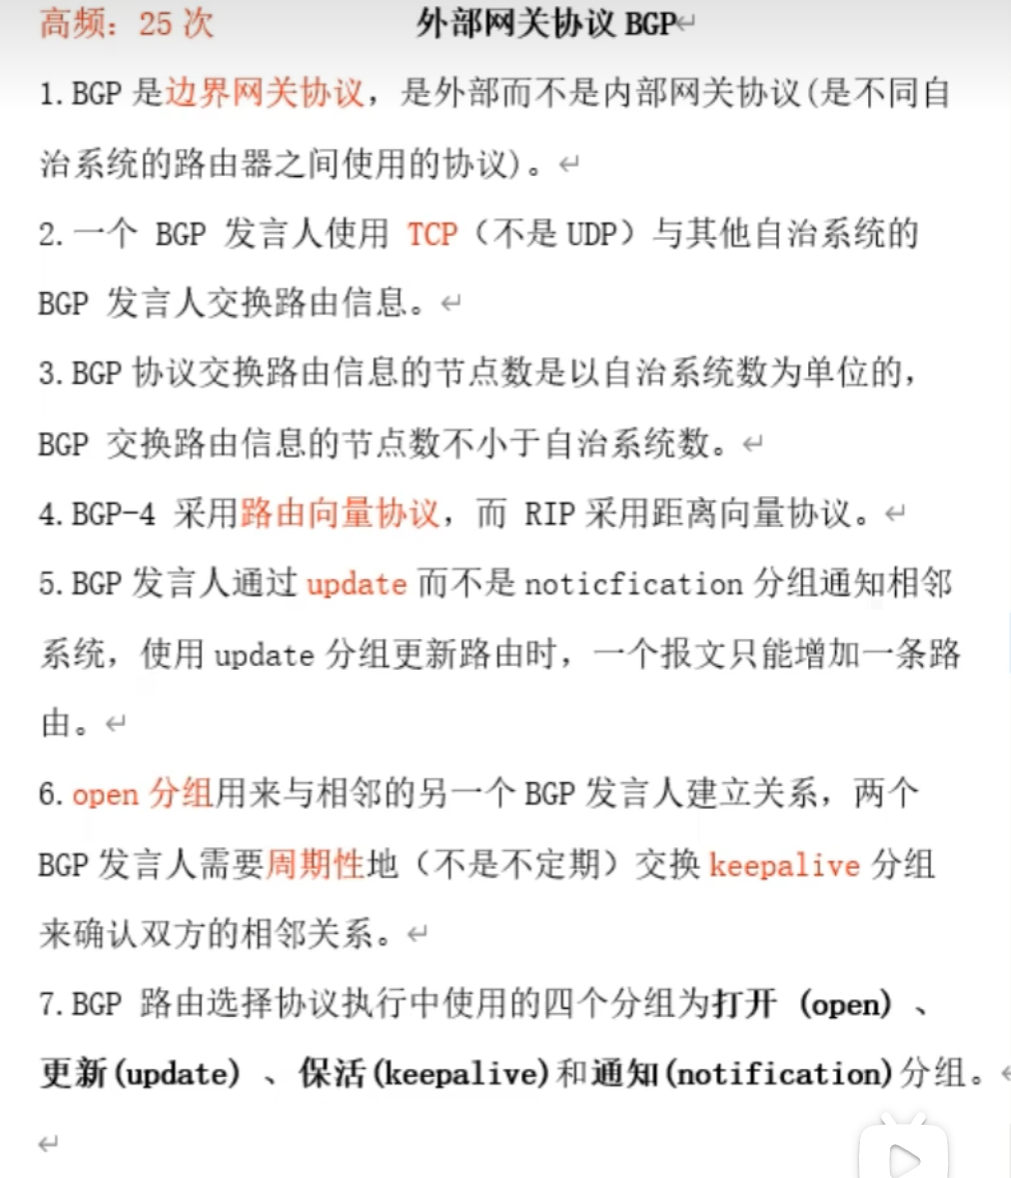 高频：25 次 外部网关协议 BGP↵
1.BGP 是边界网关协议，是外部而不是内部网关协议(是不同自
治系统的路由器之间使用的协议)。↵
2.一个 BGP 发言人使用 TCP（不是 UDP）与其他自治系统的
BGP 发言人交换路由信息。↵
3.BGP 协议交换路由信息的节点数是以自治系统数为单位的，
BGP 交换路由信息的节点数不小于自治系统数。↵
4.BGP-4 采用路由向量协议，而 RIP 采用距离向量协议。↵
5.BGP 发言人通过 update 而不是 noticfication 分组通知相邻
系统，使用 update 分组更新路由时，一个报文只能增加一条路
由。↵
6.open 分组用来与相邻的另一个 BGP 发言人建立关系，两个
BGP 发言人需要周期性地（不是不定期）交换 keepalive 分组
来确认双方的相邻关系。↵
7.BGP 路由选择协议执行中使用的四个分组为打开 (open) 、
更新(update) 、保活(keepalive)和通知(notification)分组。↵
↵